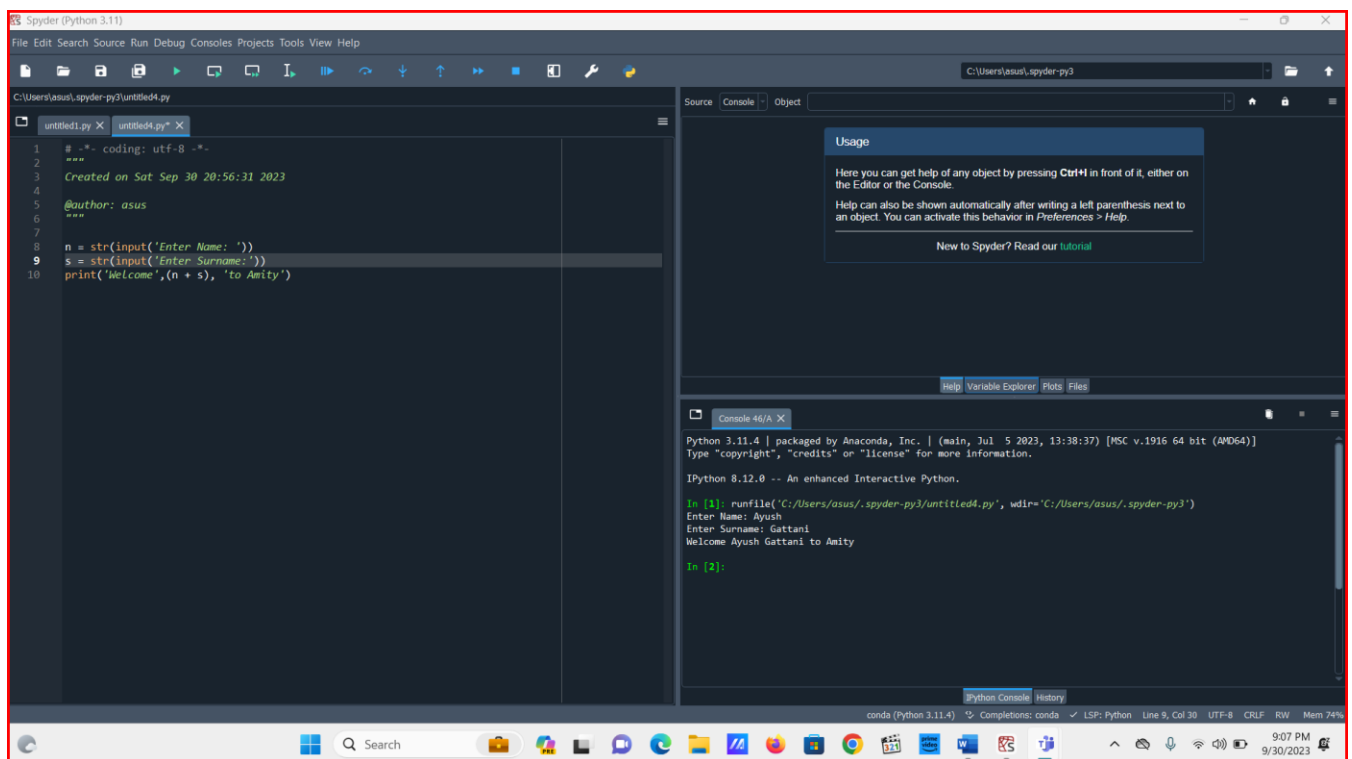 Spyder (Python 3.11)
File Edit Search Source Run Debug Consoles Projects Tools View Help
C:\Users\asus\.spyder-py3
C:\Users\asus\.spyder-py3\untitled4.py
untitled1.py X untitled4.py* X
1 # -*- coding: utf-8 -*-
2 """
3 Created on Sat Sep 30 20:56:31 2023
4
5 @author: asus
6 """
7
8 n = str(input('Enter Name: '))
9 s = str(input('Enter Surname:'))
10 print('Welcome',(n + s), 'to Amity')
Source Console Object
Usage
Here you can get help of any object by pressing Ctrl+I in front of it, either on
the Editor or the Console.
Help can also be shown automatically after writing a left parenthesis next to
an object. You can activate this behavior in Preferences > Help.
New to Spyder? Read our tutorial
Help Variable Explorer Plots Files
Console 46/A X
Python 3.11.4 | packaged by Anaconda, Inc. | (main, Jul  5 2023, 13:38:37) [MSC v.1916 64 bit (AMD64)]
Type "copyright", "credits" or "license" for more information.
IPython 8.12.0 -- An enhanced Interactive Python.
In [1]: runfile('C:/Users/asus/.spyder-py3/untitled4.py', wdir='C:/Users/asus/.spyder-py3')
Enter Name: Ayush
Enter Surname: Gattani
Welcome Ayush Gattani to Amity
In [2]:
IPython Console History
conda (Python 3.11.4) Completions: conda LSP: Python Line 9, Col 30 UTF-8 CRLF RW Mem 74%
Search
PRE
321
prime video
W
9:07 PM
9/30/2023